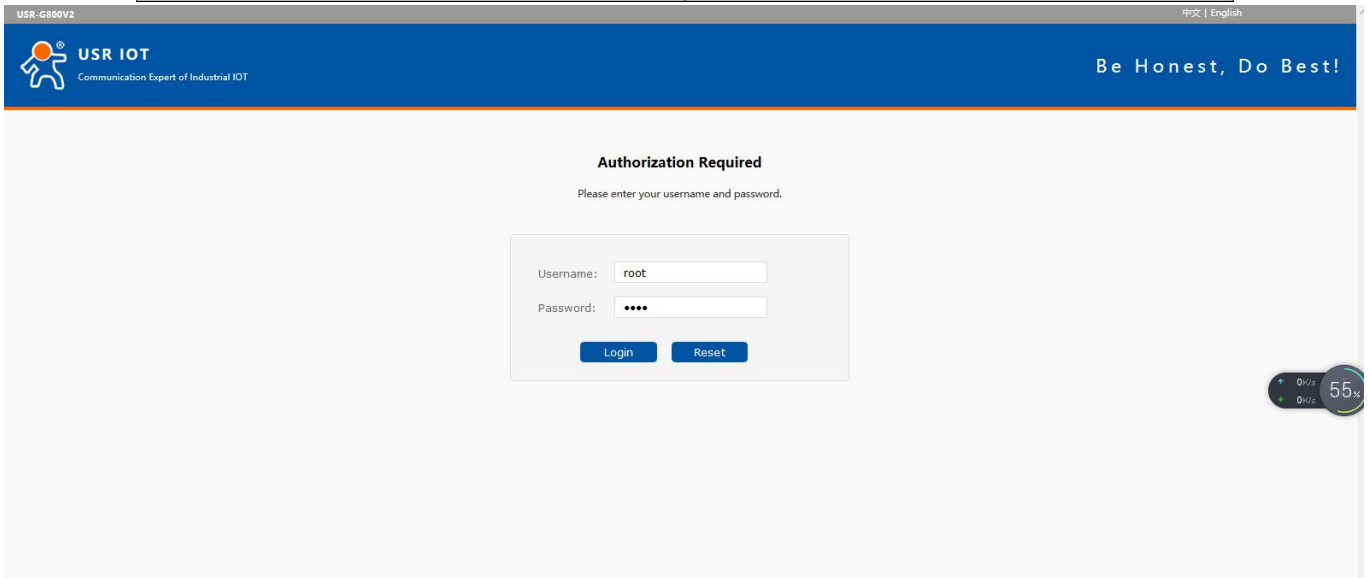 USR-G800V2
中文 | English
®
USR IOT
Communication Expert of Industrial IOT
Be Honest, Do Best!
Authorization Required
Please enter your username and password.
Username: root
Password: ••••
Login Reset
↑ 0K/s
↓ 0K/s
55%